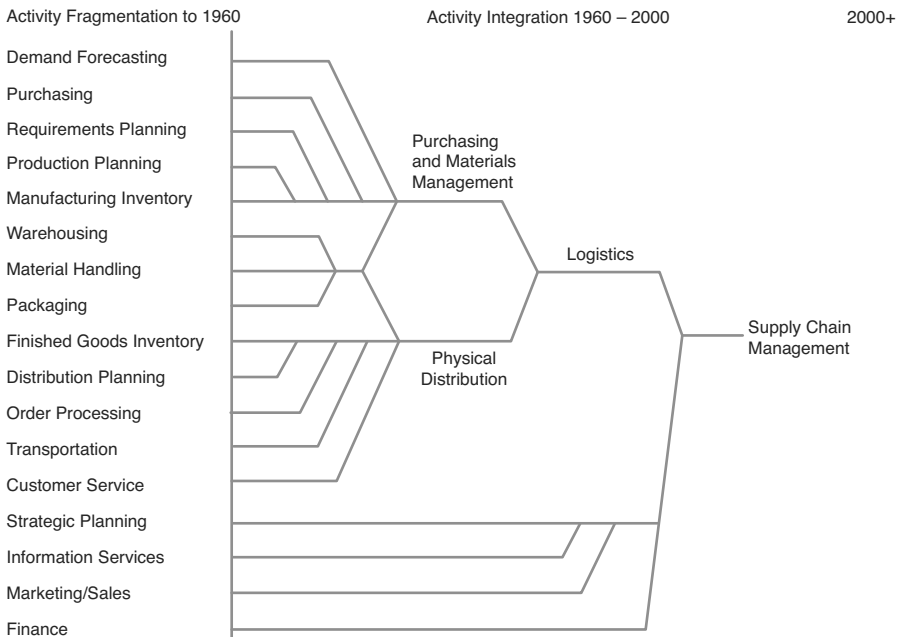 Activity Fragmentation to 1960
Activity Integration 1960 – 2000
2000+
Demand Forecasting
Purchasing
Requirements Planning
Production Planning
Manufacturing Inventory
Warehousing
Material Handling
Packaging
Finished Goods Inventory
Distribution Planning
Order Processing
Transportation
Customer Service
Strategic Planning
Information Services
Marketing/Sales
Finance
Purchasing
and Materials
Management
Physical
Distribution
Logistics
Supply Chain
Management